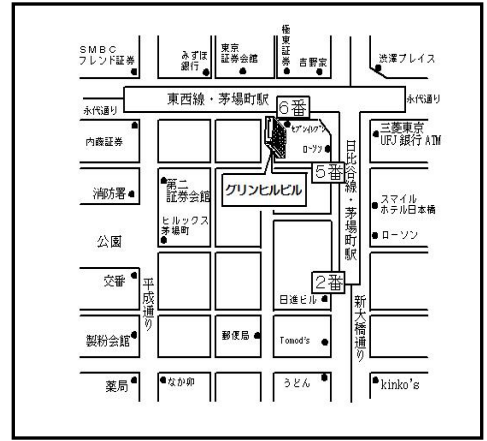 SMBC
フレンド証券
みずほ
銀行
東京
証券会館
極東証券
吉野家
渋澤プレイス
永代通り
東西線・茅場町駅
6番
永代通り
内藤証券
セブンイレブン
ローソン
三菱東京
UFJ銀行ATM
5番
日比谷線・茅場町駅
消防署
第二
証券会館
グリンヒルビル
スマイル
ホテル日本橋
ヒルックス
茅場町
ローソン
公園
交番
平成通り
2番
日進ビル
新大橋通り
製粉会館
郵便局
Tomod's
薬局
なか卯
うどん
kinko's